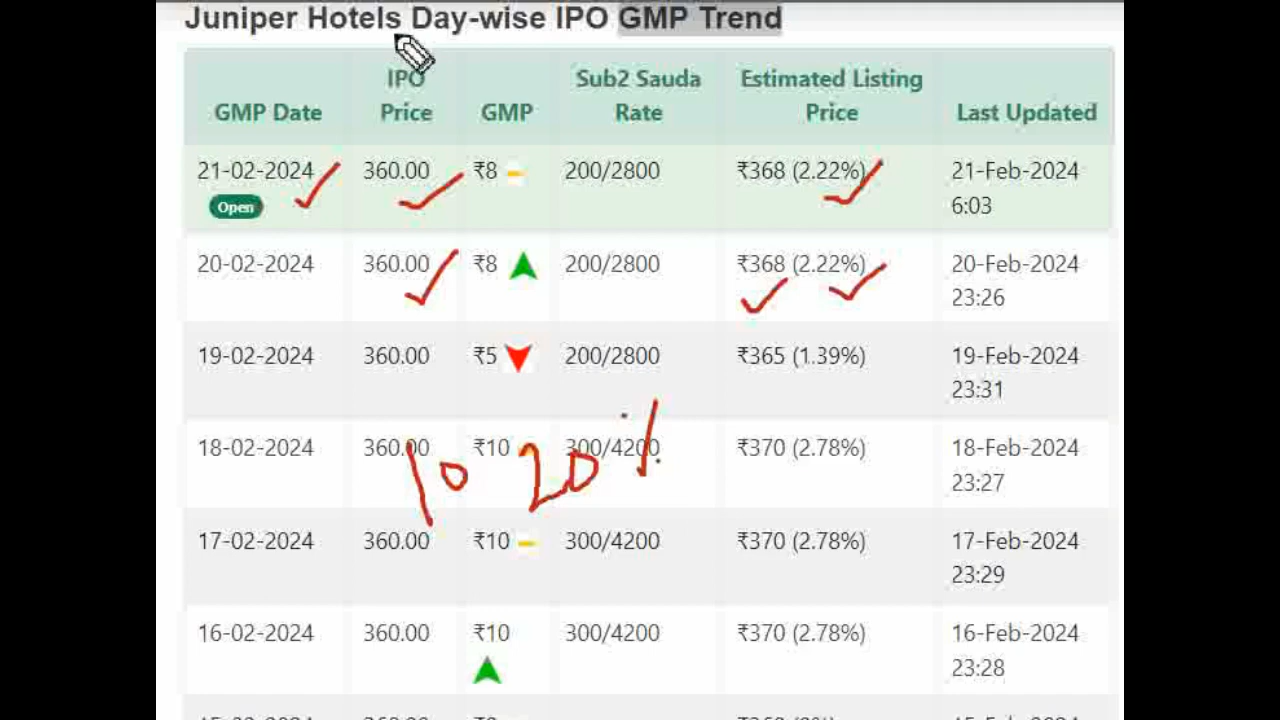 Juniper Hotels Day-wise IPO GMP Trend
GMP Date IPO Price GMP Sub2 Sauda Rate Estimated Listing Price Last Updated
21-02-2024 Open 360.00 ₹8 200/2800 ₹368 (2.22%) 21-Feb-2024 6:03
20-02-2024 360.00 ₹8 200/2800 ₹368 (2.22%) 20-Feb-2024 23:26
19-02-2024 360.00 ₹5 200/2800 ₹365 (1.39%) 19-Feb-2024 23:31
18-02-2024 360.00 ₹10 300/4200 ₹370 (2.78%) 18-Feb-2024 23:27
10 20 %
17-02-2024 360.00 ₹10 300/4200 ₹370 (2.78%) 17-Feb-2024 23:29
16-02-2024 360.00 ₹10 300/4200 ₹370 (2.78%) 16-Feb-2024 23:28